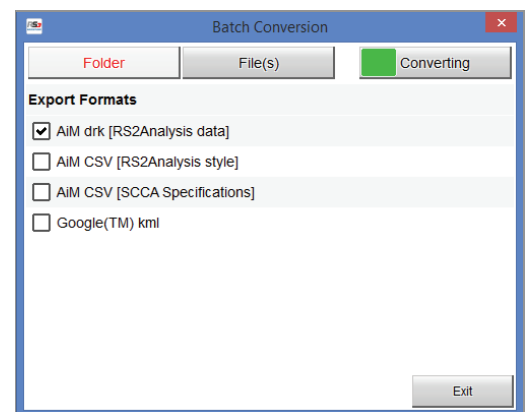 Batch Conversion
Folder
File(s)
Converting
Export Formats
AiM drk [RS2Analysis data]
AiM CSV [RS2Analysis style]
AiM CSV [SCCA Specifications]
Google(TM) kml
Exit